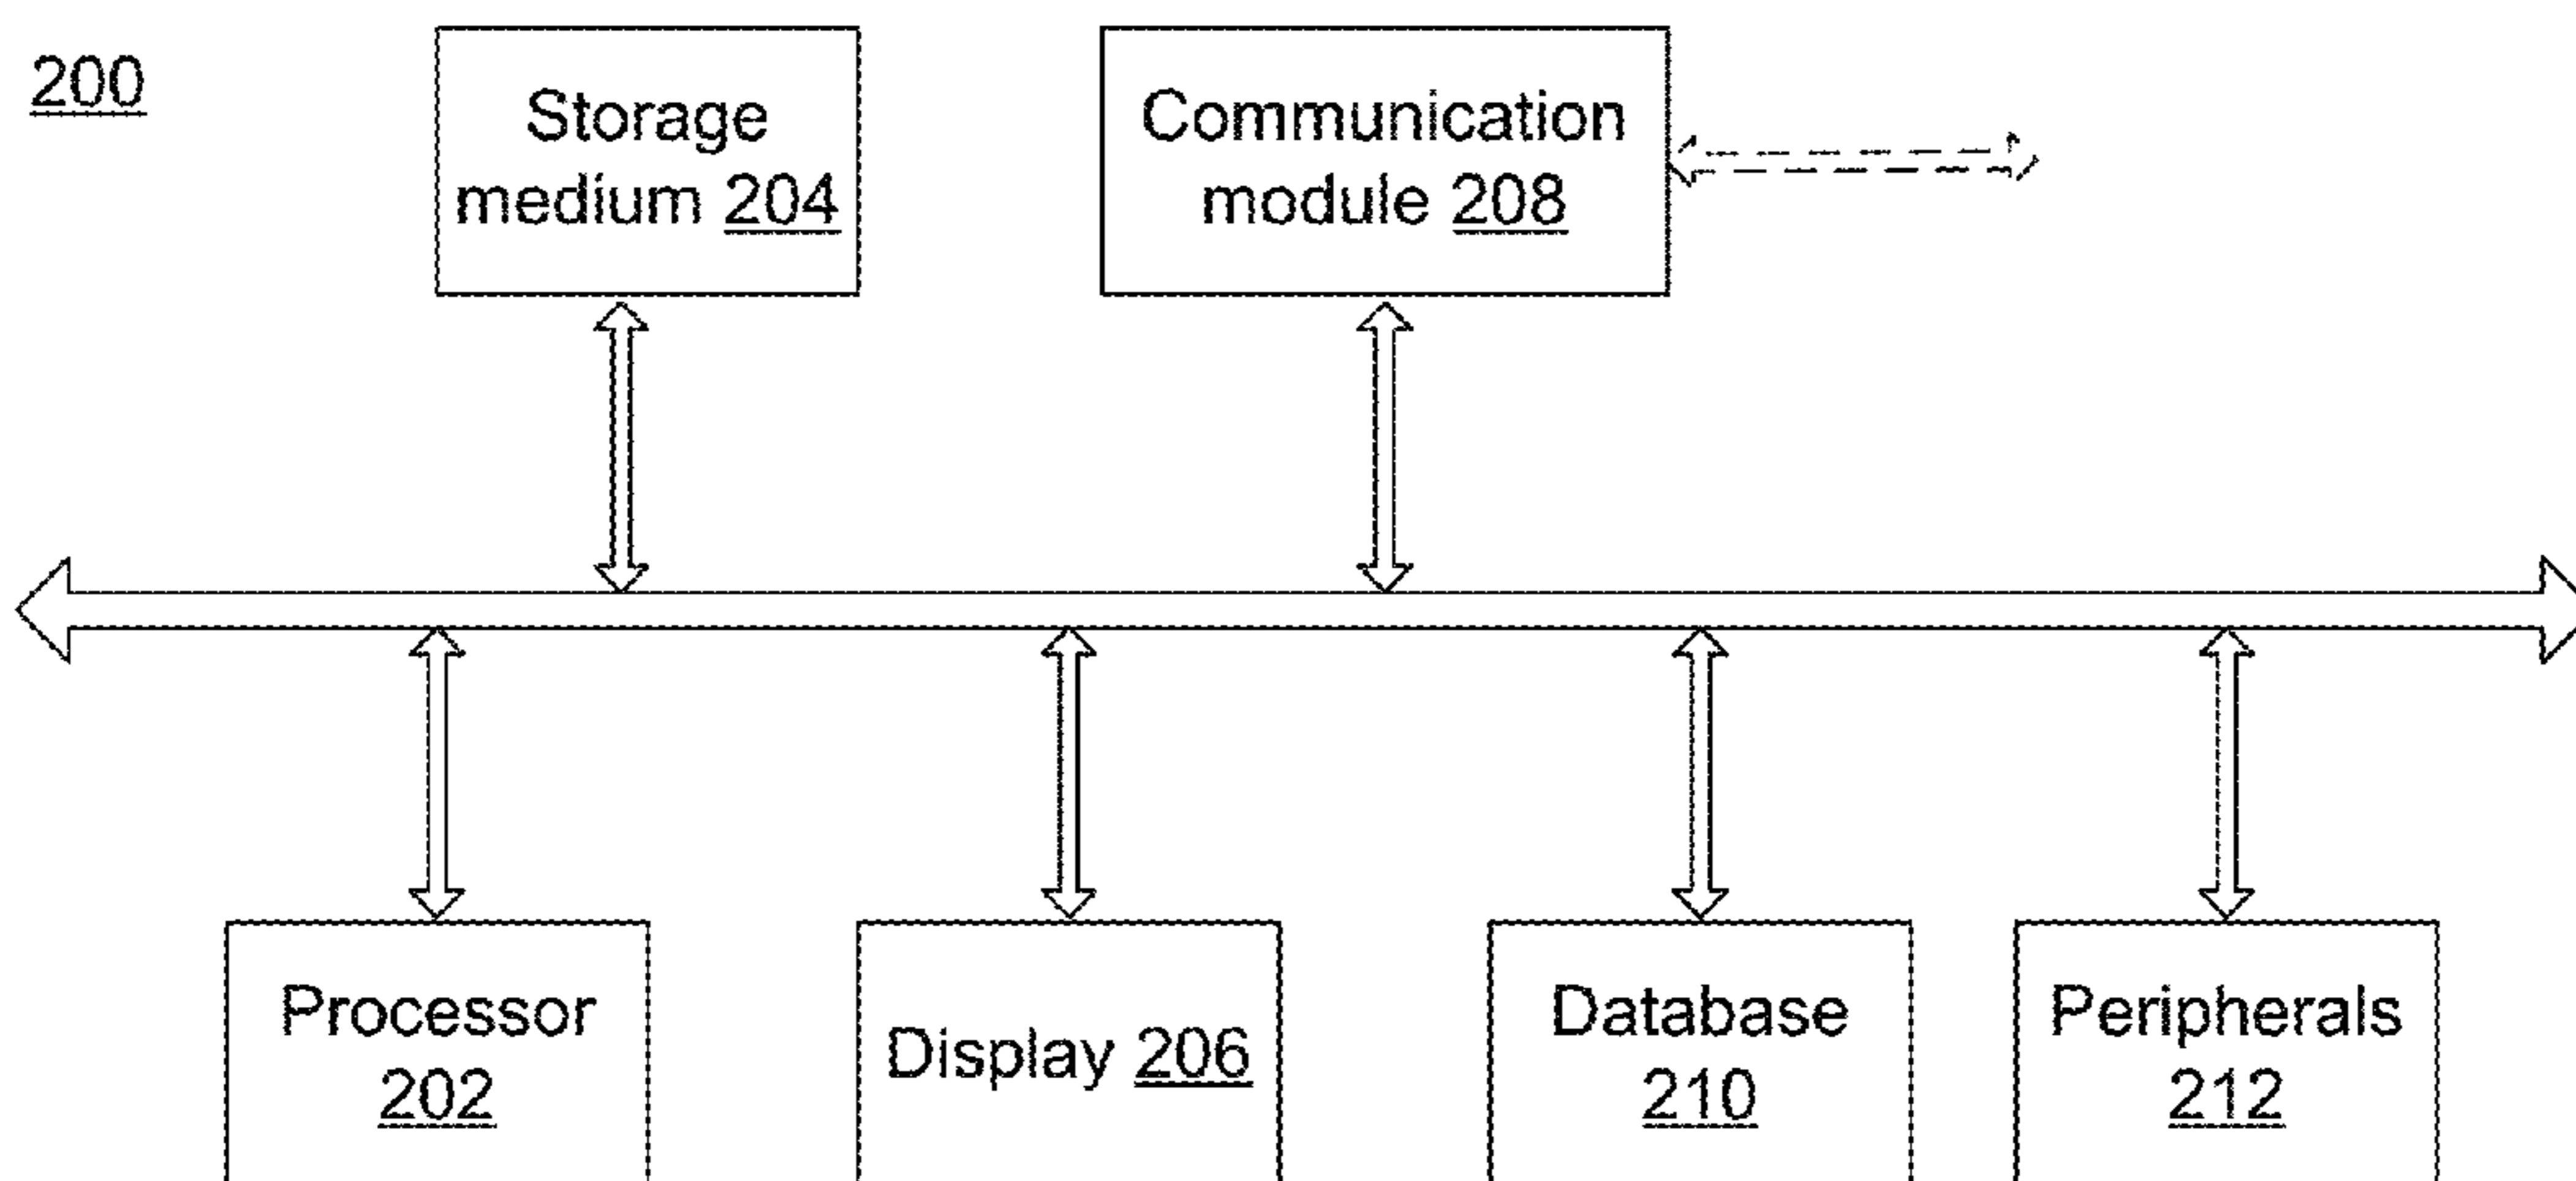 200
Storage
medium 204
Communication
module 208
Processor
202
Display 206
Database
210
Peripherals
212